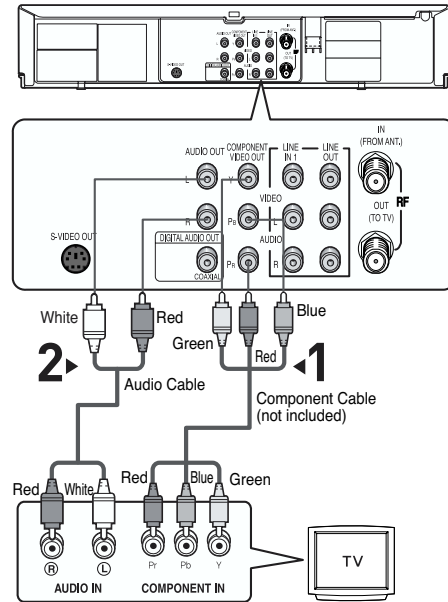 AUDIO OUT
COMPONENT
VIDEO OUT
LINE
IN 1
LINE
OUT
IN
(FROM ANT.)
L
Y
VIDEO
RF
OUT
(TO TV)
R
PB
L
S-VIDEO OUT
DIGITAL AUDIO OUT
AUDIO
COAXIAL
PR
R
White
Red
Green
Blue
Red
2
1
Audio Cable
Component Cable
(not included)
Red
White
Red
Blue
Green
R
L
Pr
Pb
Y
AUDIO IN
COMPONENT IN
TV